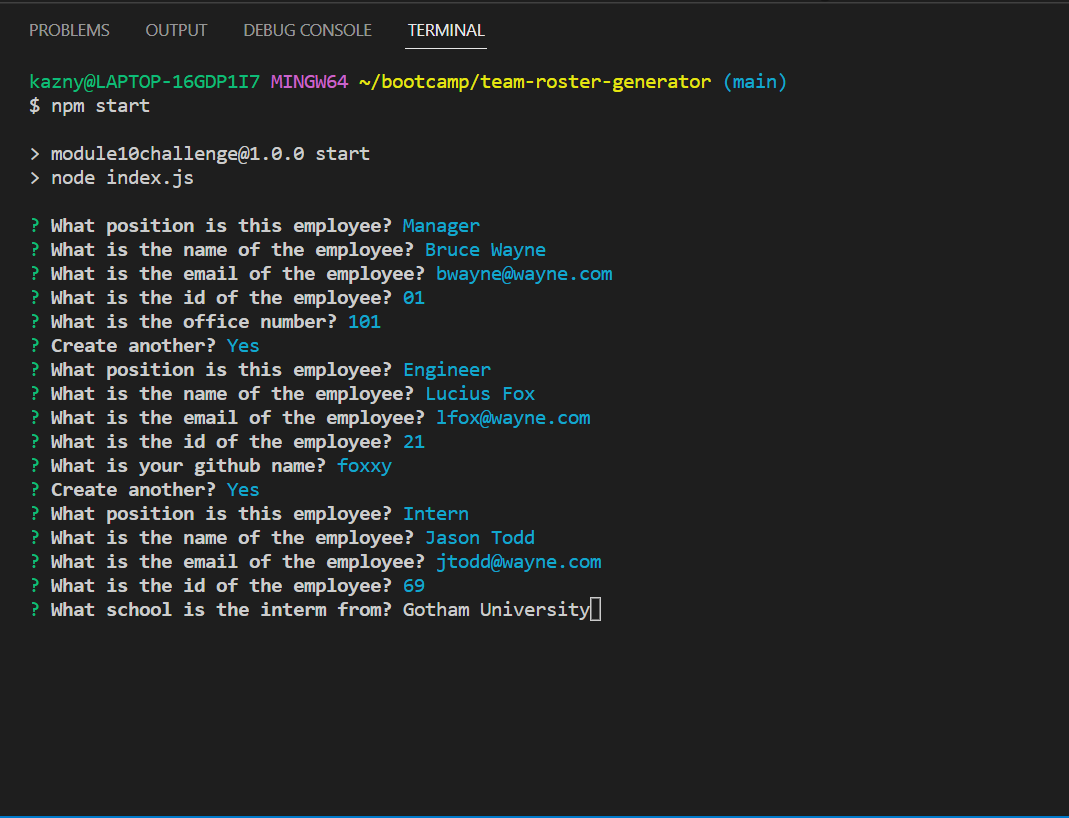 PROBLEMS OUTPUT DEBUG CONSOLE TERMINAL
kazny@LAPTOP-16GDP1I7 MINGW64 ~/bootcamp/team-roster-generator (main)
$ npm start
> module10challenge@1.0.0 start
> node index.js
? What position is this employee? Manager
? What is the name of the employee? Bruce Wayne
? What is the email of the employee? bwayne@wayne.com
? What is the id of the employee? 01
? What is the office number? 101
? Create another? Yes
? What position is this employee? Engineer
? What is the name of the employee? Lucius Fox
? What is the email of the employee? lfox@wayne.com
? What is the id of the employee? 21
? What is your github name? foxxy
? Create another? Yes
? What position is this employee? Intern
? What is the name of the employee? Jason Todd
? What is the email of the employee? jtodd@wayne.com
? What is the id of the employee? 69
? What school is the interm from? Gotham University